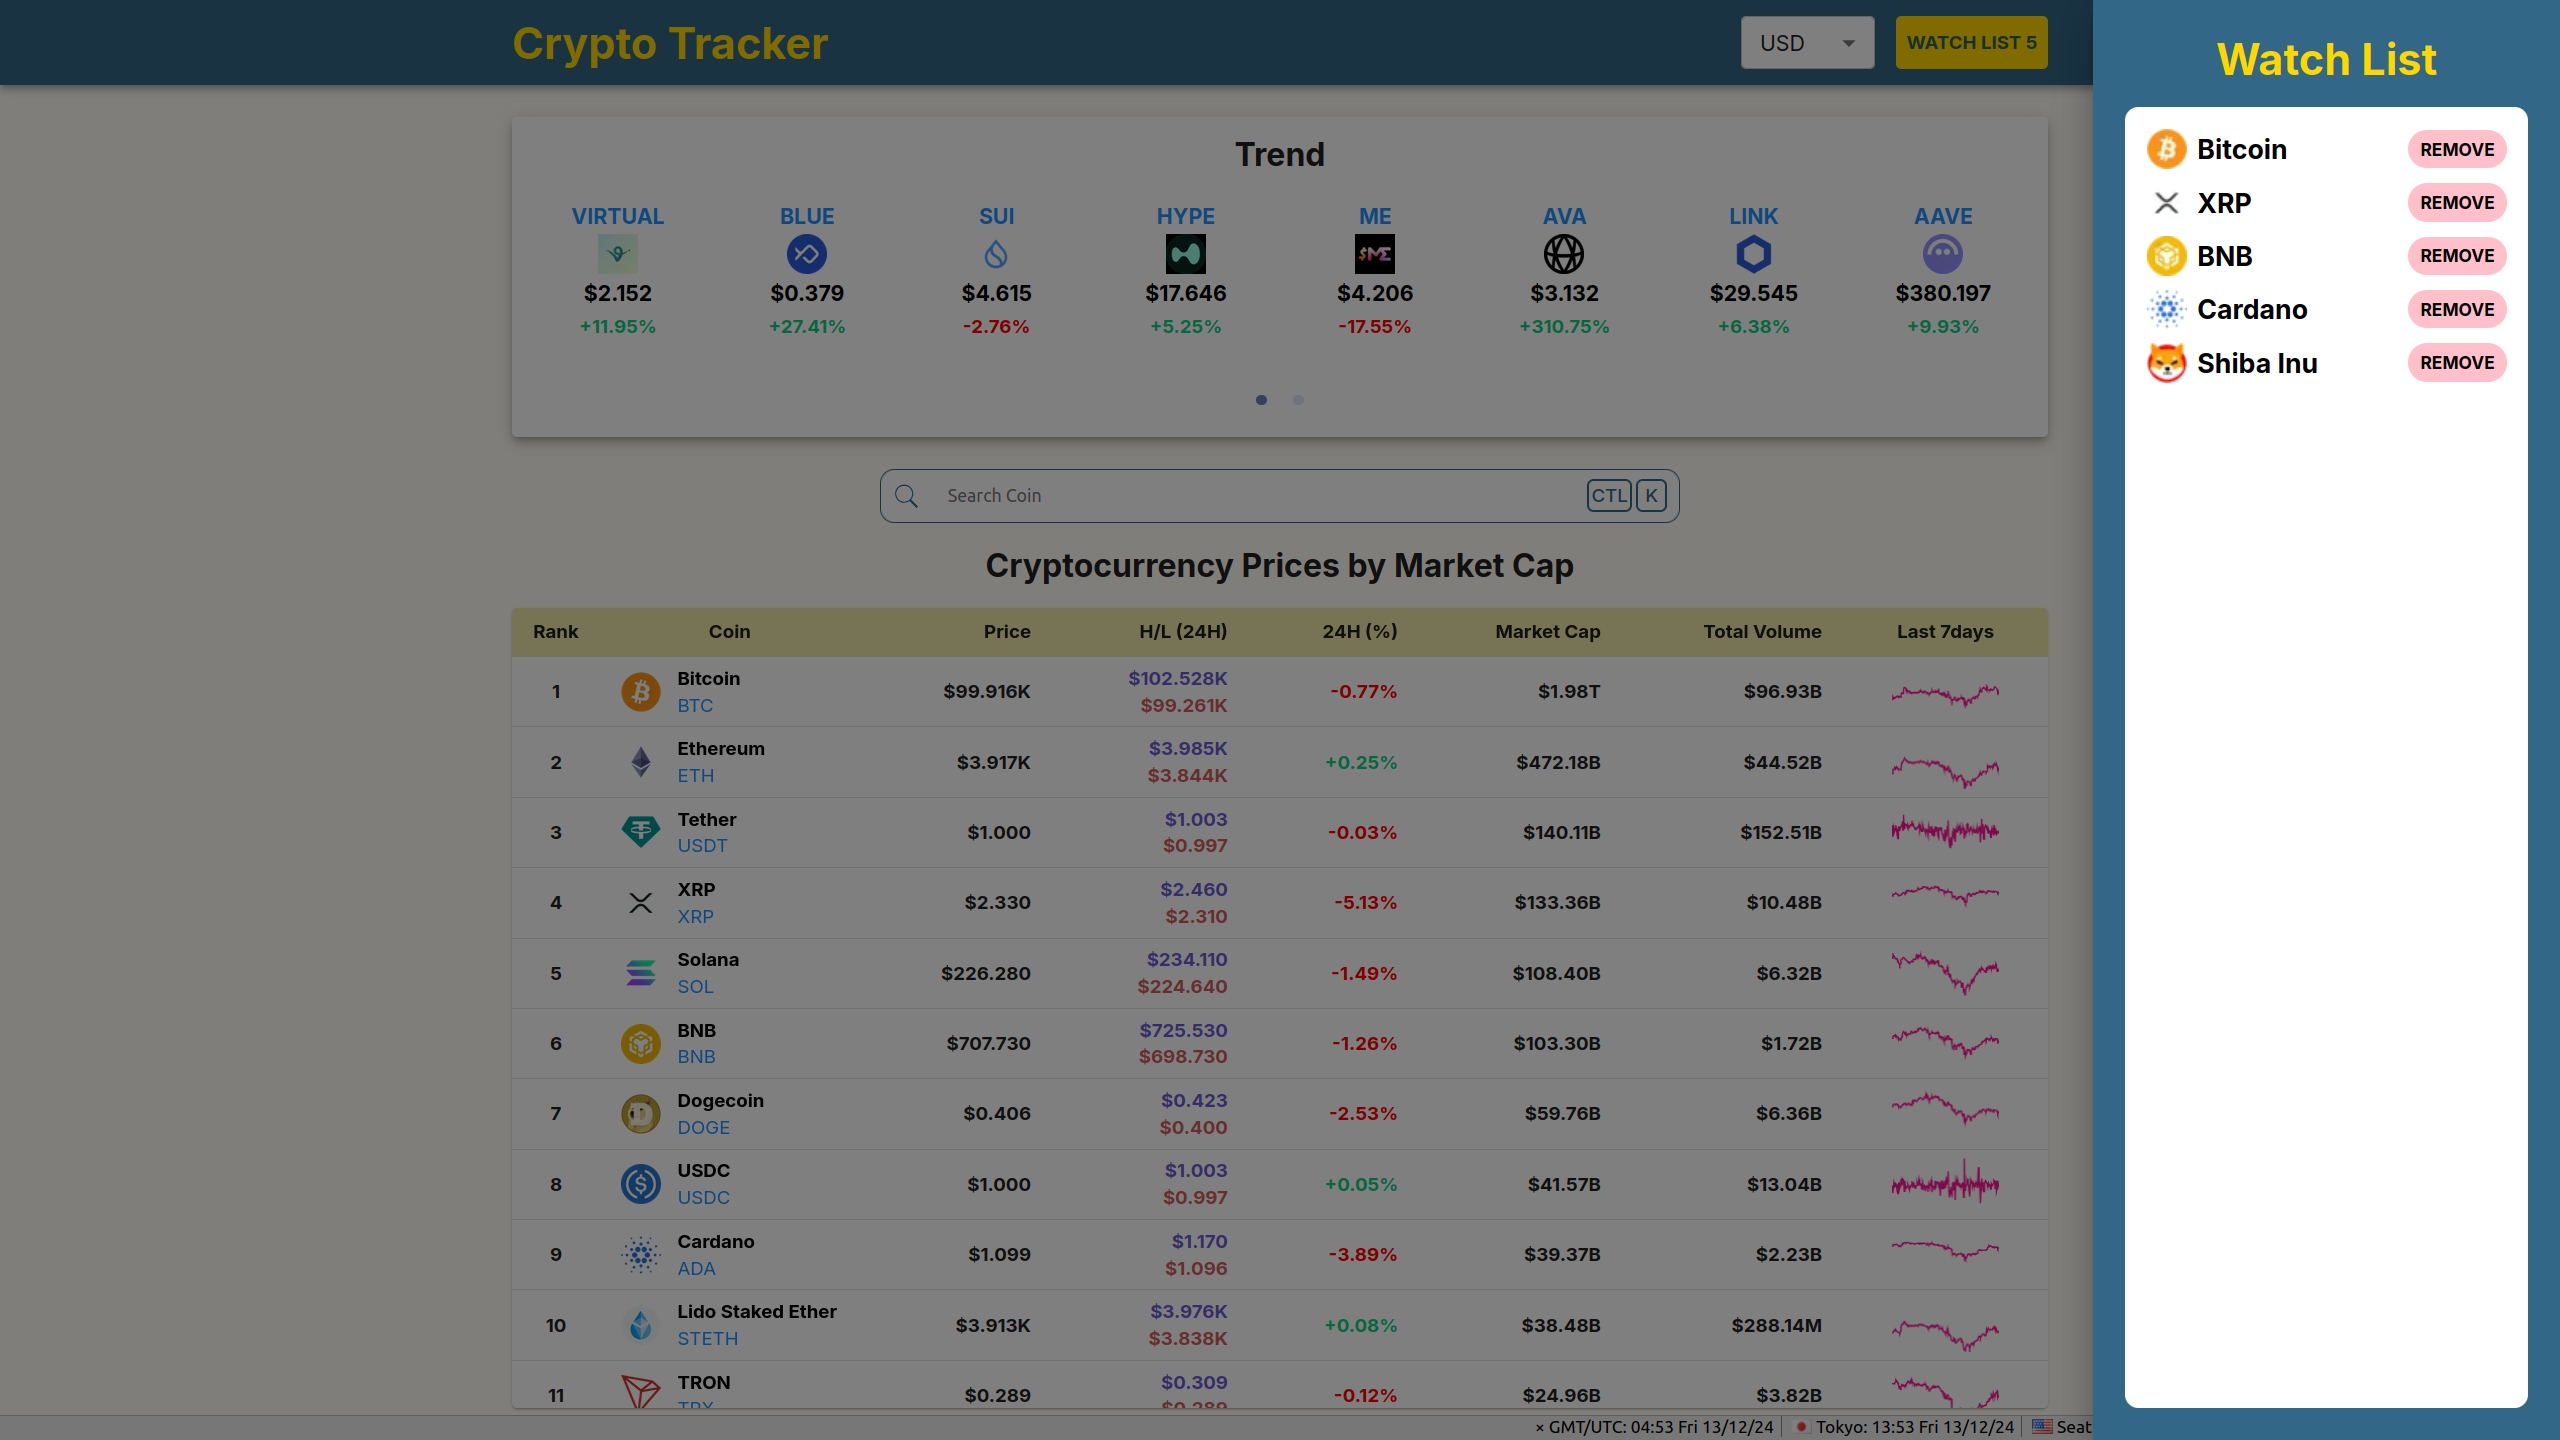 Crypto Tracker
USD
WATCH LIST 5
Trend
VIRTUAL BLUE SUI HYPE ME AVA LINK AAVE
$ME
$2.152 $0.379 $4.615 $17.646 $4.206 $3.132 $29.545 $380.197
+11.95% +27.41% -2.76% +5.25% -17.55% +310.75% +6.38% +9.93%
Search Coin CTL K
Cryptocurrency Prices by Market Cap
Rank Coin Price H/L (24H) 24H (%) Market Cap Total Volume Last 7days
1 Bitcoin BTC $99.916K $102.528K $99.261K -0.77% $1.98T $96.93B
2 Ethereum ETH $3.917K $3.985K $3.844K +0.25% $472.18B $44.52B
3 Tether USDT $1.000 $1.003 $0.997 -0.03% $140.11B $152.51B
4 XRP XRP $2.330 $2.460 $2.310 -5.13% $133.36B $10.48B
5 Solana SOL $226.280 $234.110 $224.640 -1.49% $108.40B $6.32B
6 BNB BNB $707.730 $725.530 $698.730 -1.26% $103.30B $1.72B
7 Dogecoin DOGE $0.406 $0.423 $0.400 -2.53% $59.76B $6.36B
8 USDC USDC $1.000 $1.003 $0.997 +0.05% $41.57B $13.04B
9 Cardano ADA $1.099 $1.170 $1.096 -3.89% $39.37B $2.23B
10 Lido Staked Ether STETH $3.913K $3.976K $3.838K +0.08% $38.48B $288.14M
11 TRON TRX $0.289 $0.309 $0.289 -0.12% $24.96B $3.82B
× GMT/UTC: 04:53 Fri 13/12/24 Tokyo: 13:53 Fri 13/12/24 Seat
Watch List
Bitcoin REMOVE
XRP REMOVE
BNB REMOVE
Cardano REMOVE
Shiba Inu REMOVE